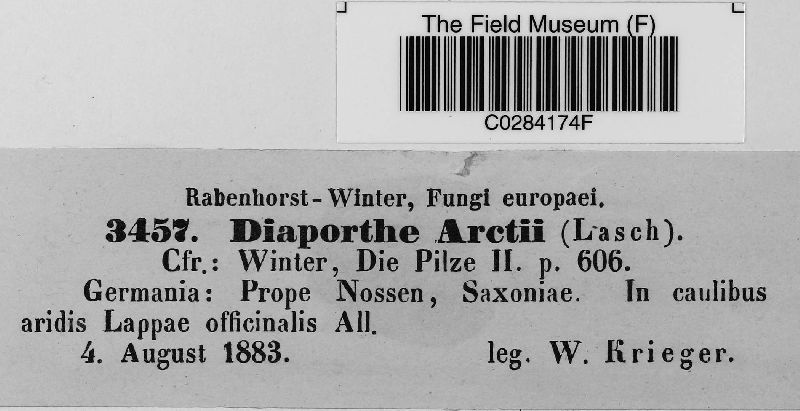 The Field Museum (F)
C0284174F
Rabenhorst-Winter, Fungi europaei.
3457. Diaporthe Arctii (Lasch).
Cfr.: Winter, Die Pilze II. p. 606.
Germania: Prope Nossen, Saxoniae. In caulibus
aridis Lappae officinalis All.
4. August 1883. leg. W. Krieger.